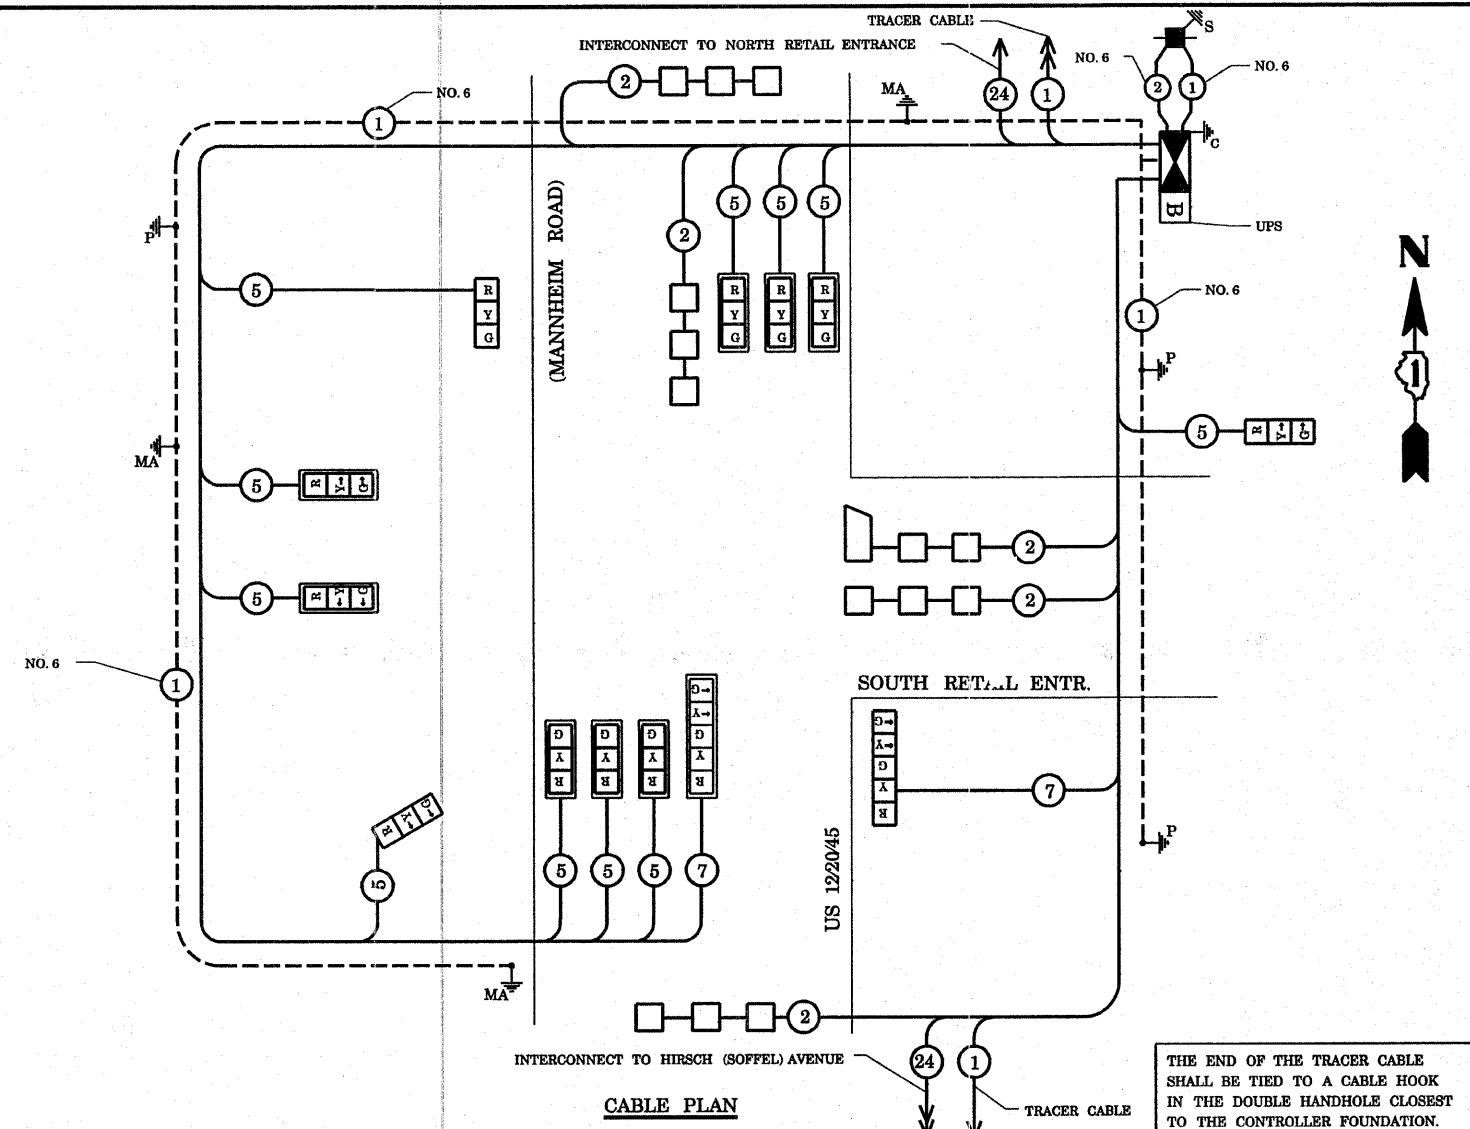 TRACER CABLE
S
INTERCONNECT TO NORTH RETAIL ENTRANCE
NO. 6
NO. 6
2
MA
24
1
2
1
NO. 6
1
C
5
5
5
B
UPS
P
2
(MANNHEIM ROAD)
N
5
R
Y
G
R
Y
G
R
Y
G
R
Y
G
NO. 6
1
P
1
5
R
Y
G
MA
5
R
Y
G
2
5
R
Y
G
2
NO. 6
1
SOUTH RET L ENTR.
G
Y
G
Y
R
G
Y
R
G
Y
R
G
Y
R
G
Y
G
Y
R
7
R
Y
G
P
US 12/20/45
5
5
5
5
7
MA
2
INTERCONNECT TO HIRSCH (SOFFEL) AVENUE
24
1
TRACER CABLE
CABLE PLAN
THE END OF THE TRACER CABLE
SHALL BE TIED TO A CABLE HOOK
IN THE DOUBLE HANDHOLE CLOSEST
TO THE CONTROLLER FOUNDATION.